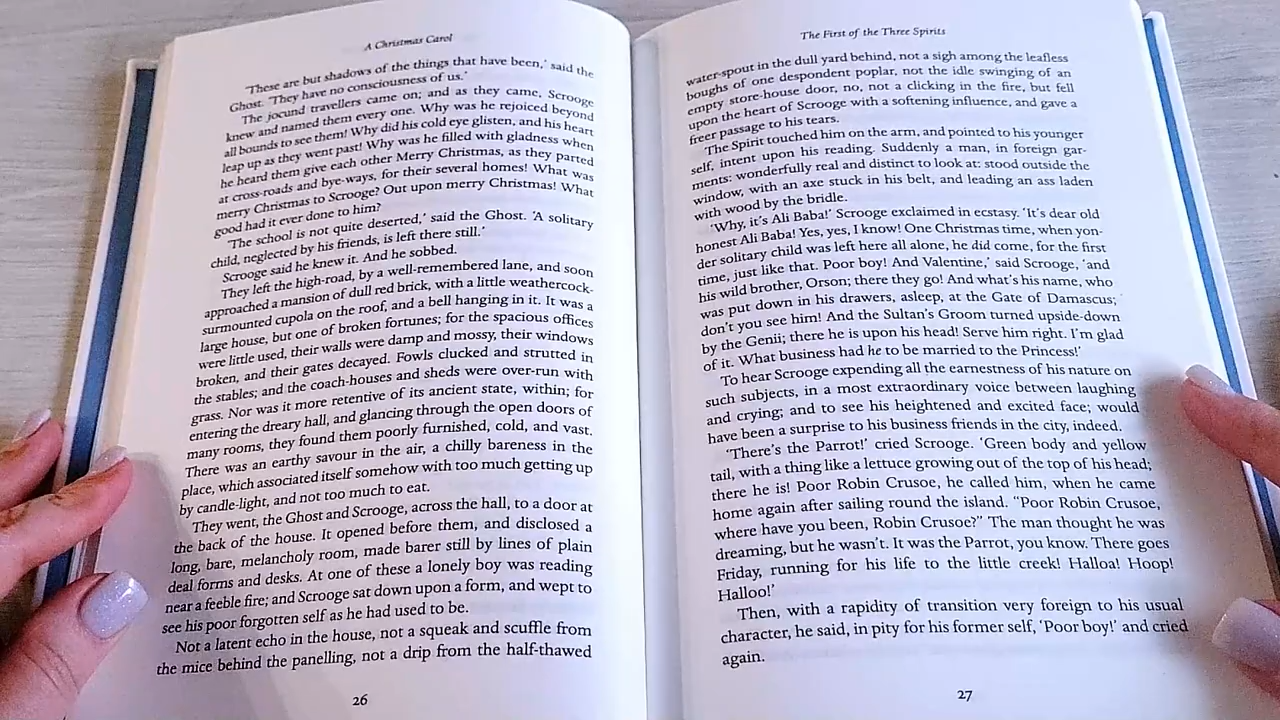 A Christmas Carol
'These are but shadows of the things that have been,' said the
Ghost. 'They have no consciousness of us.'
The jocund travellers came on; and as they came, Scrooge
knew and named them every one. Why was he rejoiced beyond
all bounds to see them! Why did his cold eye glisten, and his heart
leap up as they went past! Why was he filled with gladness when
he heard them give each other Merry Christmas, as they parted
at cross-roads and bye-ways, for their several homes! What was
merry Christmas to Scrooge? Out upon merry Christmas! What
good had it ever done to him?
'The school is not quite deserted,' said the Ghost. 'A solitary
child, neglected by his friends, is left there still.'
Scrooge said he knew it. And he sobbed.
They left the high-road, by a well-remembered lane, and soon
approached a mansion of dull red brick, with a little weathercock-
surmounted cupola on the roof, and a bell hanging in it. It was a
large house, but one of broken fortunes; for the spacious offices
were little used, their walls were damp and mossy, their windows
broken, and their gates decayed. Fowls clucked and strutted in
the stables; and the coach-houses and sheds were over-run with
grass. Nor was it more retentive of its ancient state, within; for
entering the dreary hall, and glancing through the open doors of
many rooms, they found them poorly furnished, cold, and vast.
There was an earthy savour in the air, a chilly bareness in the
place, which associated itself somehow with too much getting up
by candle-light, and not too much to eat.
They went, the Ghost and Scrooge, across the hall, to a door at
the back of the house. It opened before them, and disclosed a
long, bare, melancholy room, made barer still by lines of plain
deal forms and desks. At one of these a lonely boy was reading
near a feeble fire; and Scrooge sat down upon a form, and wept to
see his poor forgotten self as he had used to be.
Not a latent echo in the house, not a squeak and scuffle from
the mice behind the panelling, not a drip from the half-thawed
26
The First of the Three Spirits
water-spout in the dull yard behind, not a sigh among the leafless
boughs of one despondent poplar, not the idle swinging of an
empty store-house door, no, not a clicking in the fire, but fell
upon the heart of Scrooge with a softening influence, and gave a
freer passage to his tears.
The Spirit touched him on the arm, and pointed to his younger
self, intent upon his reading. Suddenly a man, in foreign gar-
ments: wonderfully real and distinct to look at: stood outside the
window, with an axe stuck in his belt, and leading an ass laden
with wood by the bridle.
'Why, it's Ali Baba!' Scrooge exclaimed in ecstasy. 'It's dear old
honest Ali Baba! Yes, yes, I know! One Christmas time, when yon-
der solitary child was left here all alone, he did come, for the first
time, just like that. Poor boy! And Valentine,' said Scrooge, 'and
his wild brother, Orson; there they go! And what's his name, who
was put down in his drawers, asleep, at the Gate of Damascus;
don't you see him! And the Sultan's Groom turned upside-down
by the Genii; there he is upon his head! Serve him right. I'm glad
of it. What business had he to be married to the Princess!'
To hear Scrooge expending all the earnestness of his nature on
such subjects, in a most extraordinary voice between laughing
and crying; and to see his heightened and excited face; would
have been a surprise to his business friends in the city, indeed.
'There's the Parrot!' cried Scrooge. 'Green body and yellow
tail, with a thing like a lettuce growing out of the top of his head;
there he is! Poor Robin Crusoe, he called him, when he came
home again after sailing round the island. "Poor Robin Crusoe,
where have you been, Robin Crusoe?" The man thought he was
dreaming, but he wasn't. It was the Parrot, you know. There goes
Friday, running for his life to the little creek! Halloa! Hoop!
Halloo!'
Then, with a rapidity of transition very foreign to his usual
character, he said, in pity for his former self, 'Poor boy!' and cried
again.
27